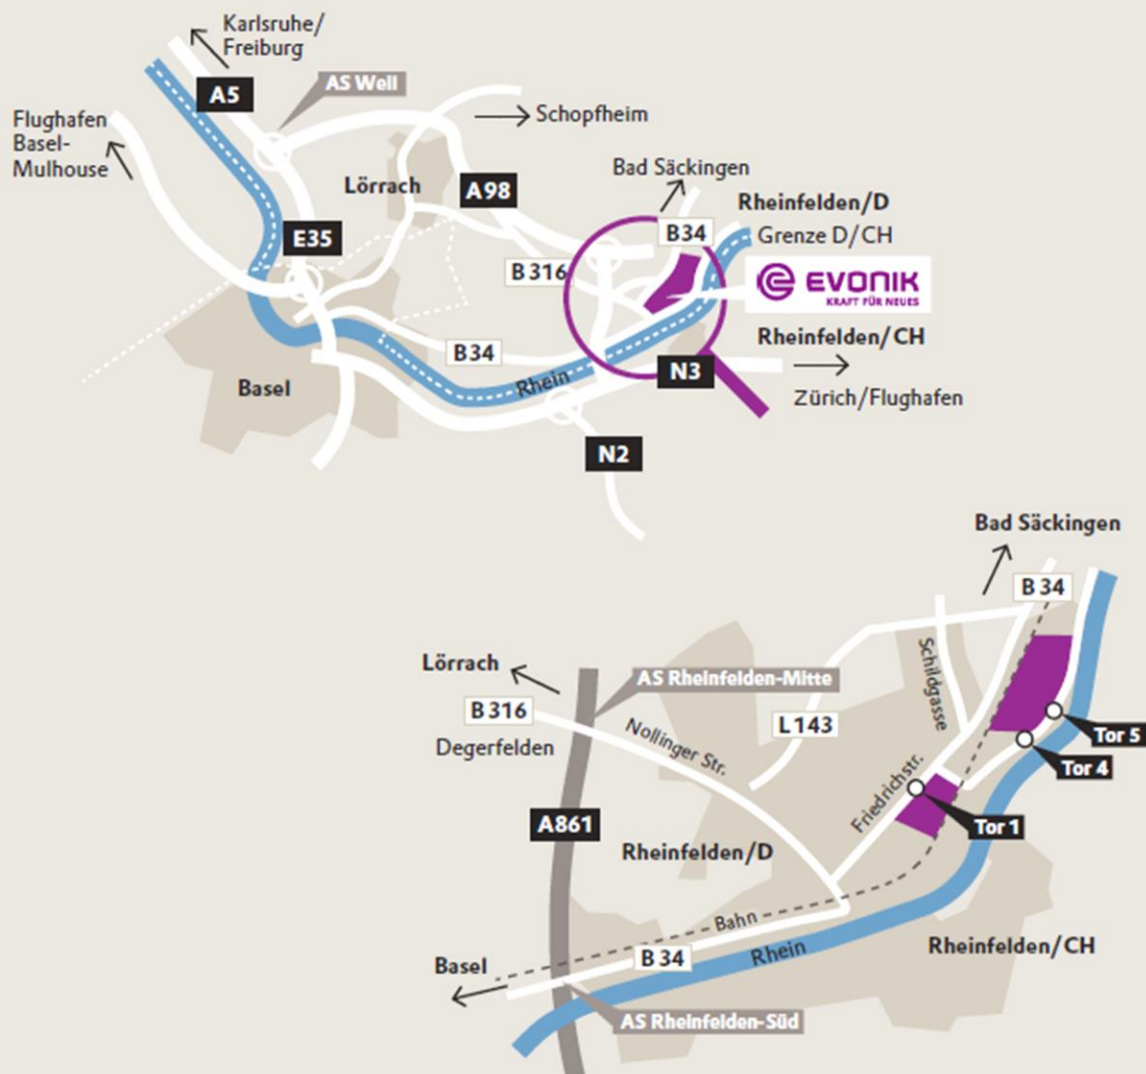 Karlsruhe/
Freiburg
A5
AS Well
Flughafen
Basel-
Mulhouse
Schopfheim
Lörrach
A98
Bad Säckingen
Rheinfelden/D
B34
Grenze D/CH
E35
B 316
EVONIK
KRAFT FÜR NEUES
Rheinfelden/CH
B34
N3
Basel
Rhein
Zürich/Flughafen
N2
Bad Säckingen
B 34
Lörrach
AS Rheinfelden-Mitte
Schildgasse
B 316
L 143
Nollinger Str.
Degerfelden
Tor 5
Tor 4
Friedrichstr.
A861
Tor 1
Rheinfelden/D
Bahn
Rheinfelden/CH
B 34
Rhein
Basel
AS Rheinfelden-Süd